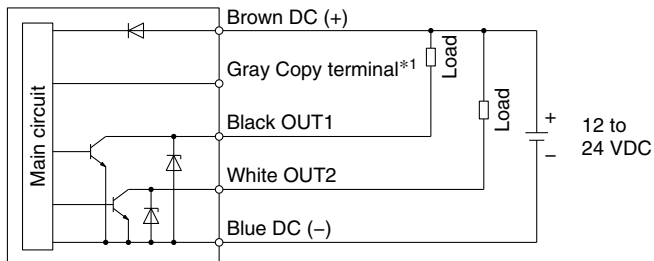 Brown DC (+)
Gray Copy terminal*1
Black OUT1
White OUT2
Blue DC (−)
Main circuit
Load
Load
+
12 to
24 VDC
−